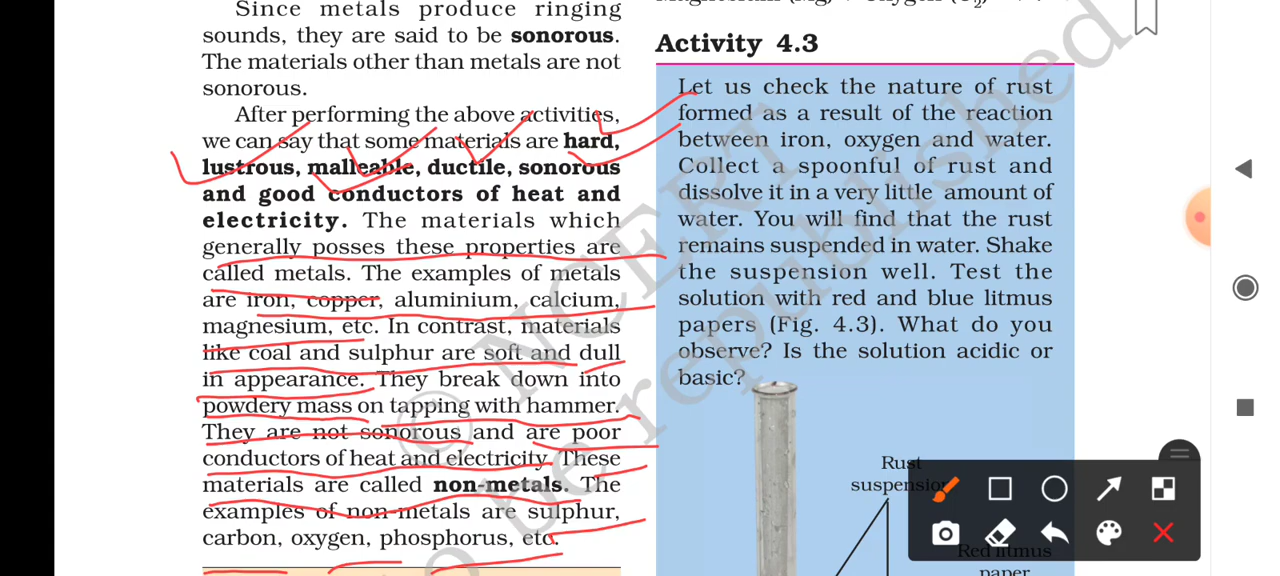 Since metals produce ringing
sounds, they are said to be sonorous.
The materials other than metals are not
sonorous.
After performing the above activities,
we can say that some materials are hard,
lustrous, malleable, ductile, sonorous
and good conductors of heat and
electricity. The materials which
generally posses these properties are
called metals. The examples of metals
are iron, copper, aluminium, calcium,
magnesium, etc. In contrast, materials
like coal and sulphur are soft and dull
in appearance. They break down into
powdery mass on tapping with hammer.
They are not sonorous and are poor
conductors of heat and electricity. These
materials are called non-metals. The
examples of non-metals are sulphur,
carbon, oxygen, phosphorus, etc.
Activity 4.3
Let us check the nature of rust
formed as a result of the reaction
between iron, oxygen and water.
Collect a spoonful of rust and
dissolve it in a very little amount of
water. You will find that the rust
remains suspended in water. Shake
the suspension well. Test the
solution with red and blue litmus
papers (Fig. 4.3). What do you
observe? Is the solution acidic or
basic?
Rust
suspension
Red litmus
paper
© NCERT
be republished